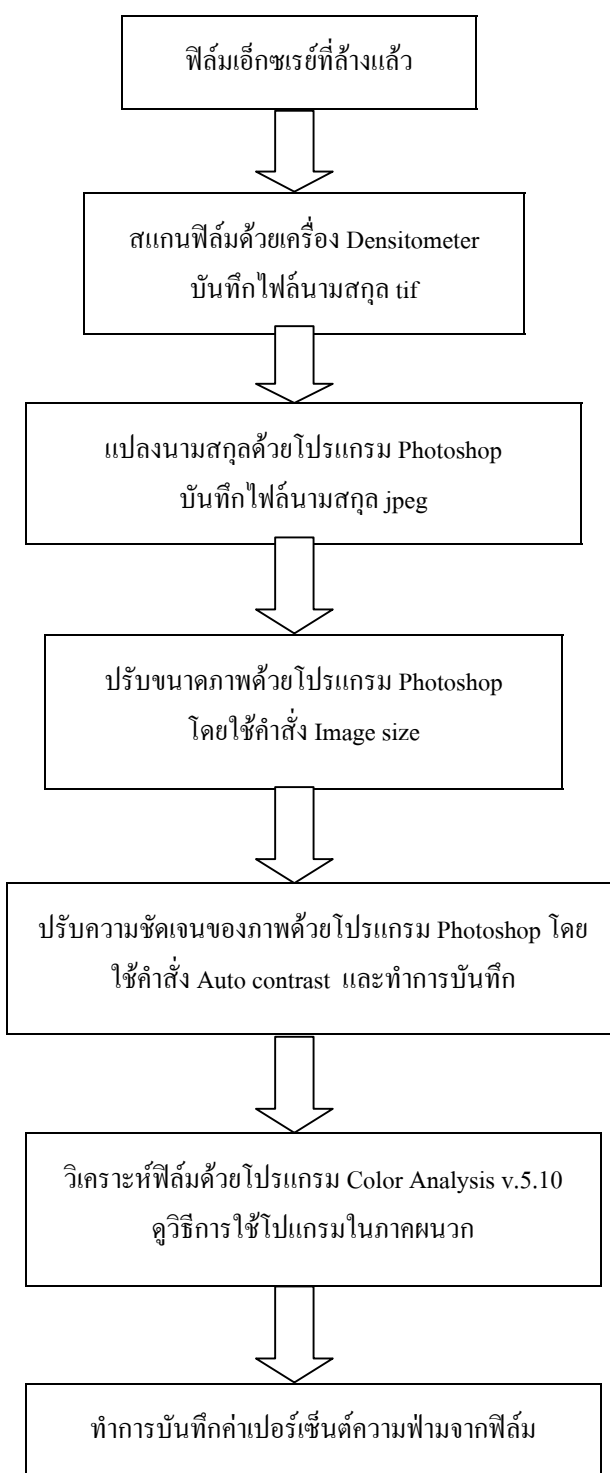 ฟิล์มเอ็กซเรย์ที่ล้างแล้ว
สแกนฟิล์มด้วยเครื่อง Densitometer
บันทึกไฟล์นามสกุล tif
แปลงนามสกุลด้วยโปรแกรม Photoshop
บันทึกไฟล์นามสกุล jpeg
ปรับขนาดภาพด้วยโปรแกรม Photoshop
โดยใช้คำสั่ง Image size
ปรับความชัดเจนของภาพด้วยโปรแกรม Photoshop โดย
ใช้คำสั่ง Auto contrast และทำการบันทึก
วิเคราะห์ฟิล์มด้วยโปรแกรม Color Analysis v.5.10
ดูวิธีการใช้โปแกรมในภาคผนวก
ทำการบันทึกค่าเปอร์เซ็นต์ความฟ่ามจากฟิล์ม